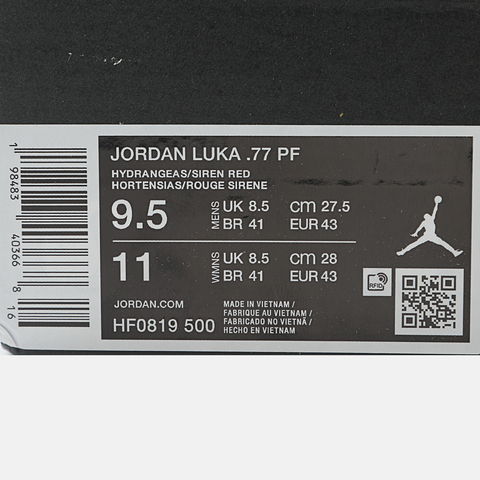 JORDAN LUKA .77 PF
HYDRANGEAS/SIREN RED
HORTENSIAS/ROUGE SIRENE
9.5 MENS UK 8.5 CM 27.5
BR 41 EUR 43
11 WMNS UK 8.5 CM 28
BR 41 EUR 43
RFID
JORDAN.COM
HF0819 500
MADE IN VIETNAM /
FABRIQUE AU VIETNAM /
FABRICADO NO VIETNÃ /
HECHO EN VIETNAM
1 98483 40366 8 16